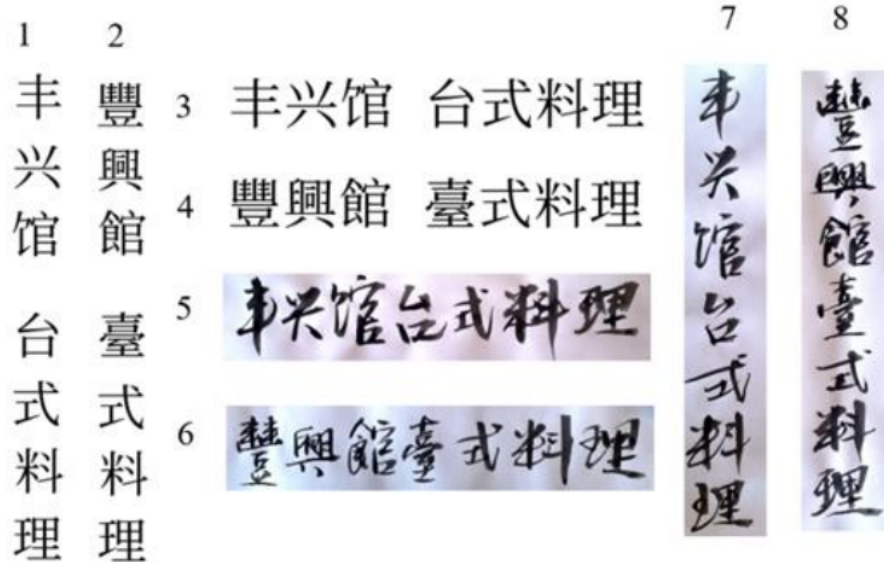 1
丰兴馆 台式料理
2
豐興館 臺式料理
3 丰兴馆 台式料理
4 豐興館 臺式料理
5 丰兴馆台式料理
6 豐興館臺式料理
7
丰兴馆台式料理
8
豐興館臺式料理